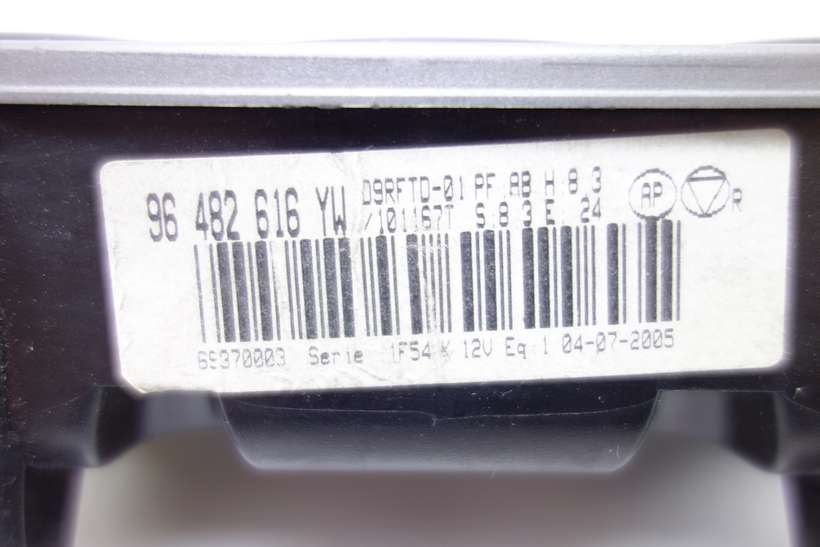 96 482 616 YW D9RFTD-01 PF AB H 8 3
/101167T S 8 3 E 24
AP
R
69370003 Serie 1F54 K 12V Eq 1 04-07-2005